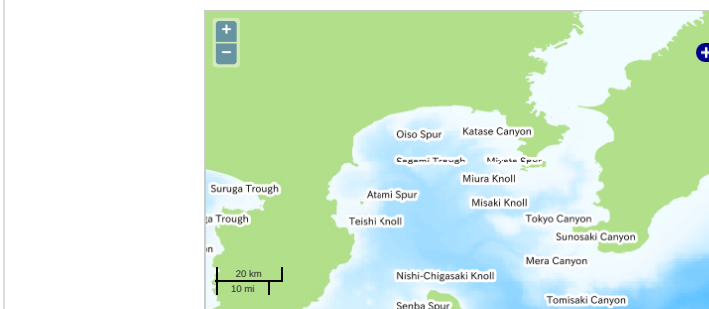 +
−
+
Oiso Spur
Katase Canyon
Sagami Trough
Miyata Spur
Miura Knoll
Suruga Trough
Atami Spur
Misaki Knoll
ga Trough
Teishi Knoll
Tokyo Canyon
Sunosaki Canyon
Mera Canyon
20 km
10 mi
Nishi-Chigasaki Knoll
Senba Spur
Tomisaki Canyon